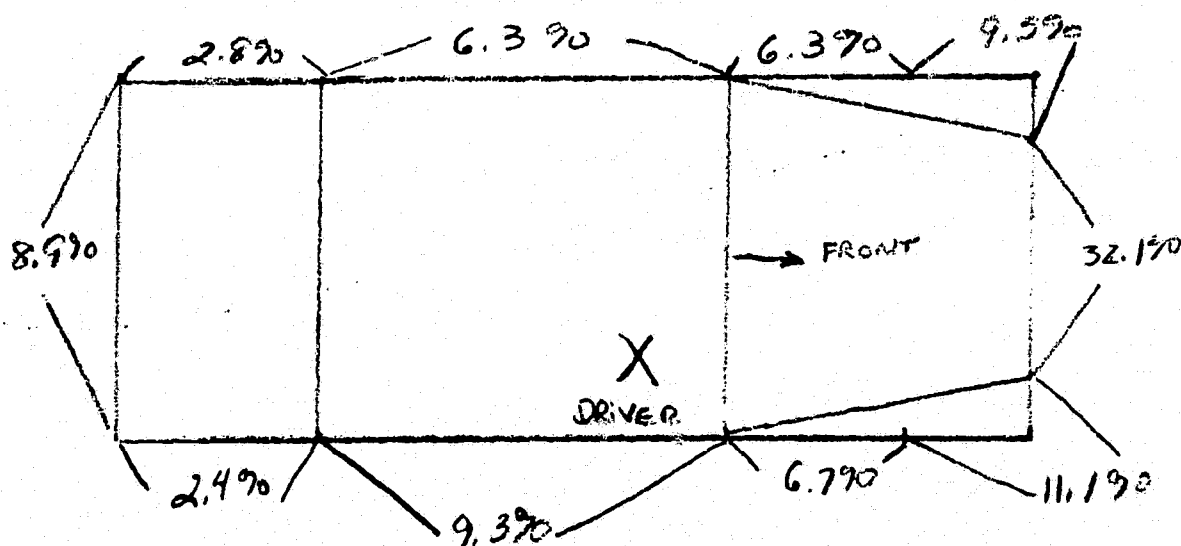 2.8% 6.3% 6.3% 9.5%
8.9% FRONT 32.1%
X
DRIVER
2.4% 9.3% 6.7% 11.1%